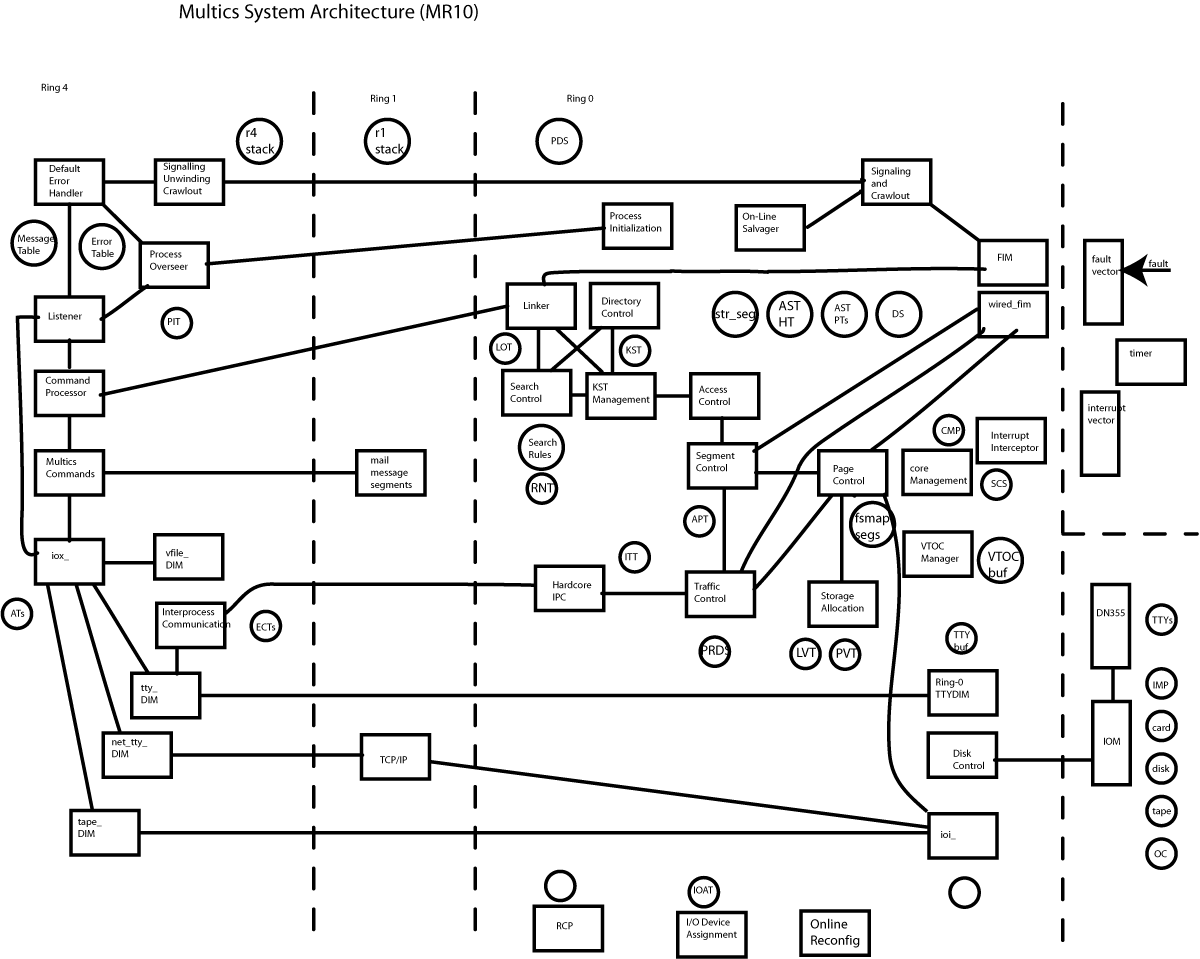 Multics System Architecture (MR10)
Ring 4
Ring 1
Ring 0
r4
stack
r1
stack
PDS
Default
Error
Handler
Signalling
Unwinding
Crawlout
Signaling
and
Crawlout
Message
Table
Error
Table
Process
Overseer
Process
Initialization
On-Line
Salvager
FIM
fault
vector
fault
Listener
PIT
Linker
Directory
Control
str_seg
AST
HT
AST
PTs
DS
wired_fim
LOT
KST
timer
Command
Processor
Search
Control
KST
Management
Access
Control
interrupt
vector
Search
Rules
RNT
CMP
Interrupt
Interceptor
Multics
Commands
mail
message
segments
Segment
Control
Page
Control
core
Management
SCS
APT
fsmap
segs
iox_
vfile_
DIM
ITT
VTOC
Manager
VTOC
buf
Hardcore
IPC
Traffic
Control
Storage
Allocation
ATs
Interprocess
Communication
ECTs
DN355
TTYs
PRDS
LVT
PVT
TTY
buf
tty_
DIM
Ring-0
TTYDIM
IMP
net_tty_
DIM
TCP/IP
Disk
Control
IOM
card
disk
tape_
DIM
ioi_
tape
OC
IOAT
RCP
I/O Device
Assignment
Online
Reconfig